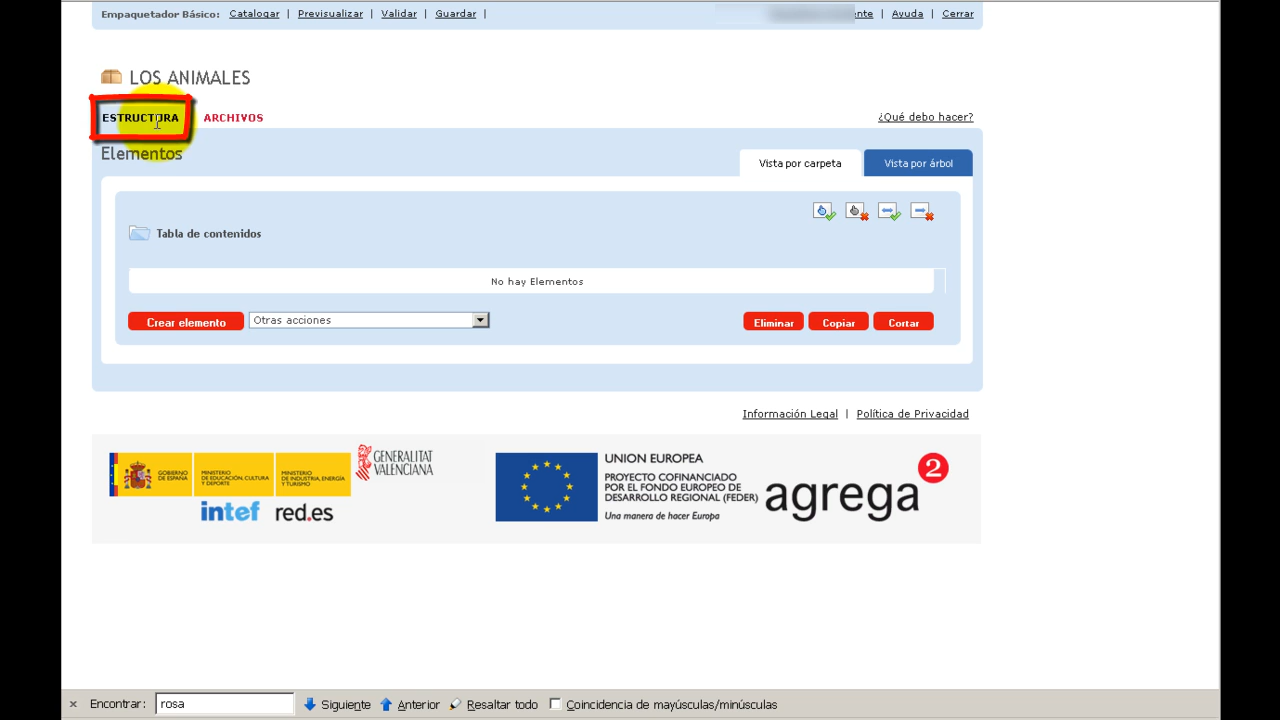 Empaquetador Básico: Catalogar | Previsualizar | Validar | Guardar | nte | Ayuda | Cerrar
LOS ANIMALES
ESTRUCTURA ARCHIVOS ¿Qué debo hacer?
Elementos Vista por carpeta Vista por árbol
Tabla de contenidos
No hay Elementos
Crear elemento Otras acciones Eliminar Copiar Cortar
Información Legal | Política de Privacidad
GOBIERNO DE ESPAÑA
MINISTERIO DE EDUCACIÓN, CULTURA Y DEPORTE
MINISTERIO DE INDUSTRIA, ENERGÍA Y TURISMO
GENERALITAT VALENCIANA
intef red.es
UNION EUROPEA
PROYECTO COFINANCIADO
POR EL FONDO EUROPEO DE
DESARROLLO REGIONAL (FEDER)
Una manera de hacer Europa
agrega 2
Encontrar: rosa Siguiente Anterior Resaltar todo Coincidencia de mayúsculas/minúsculas